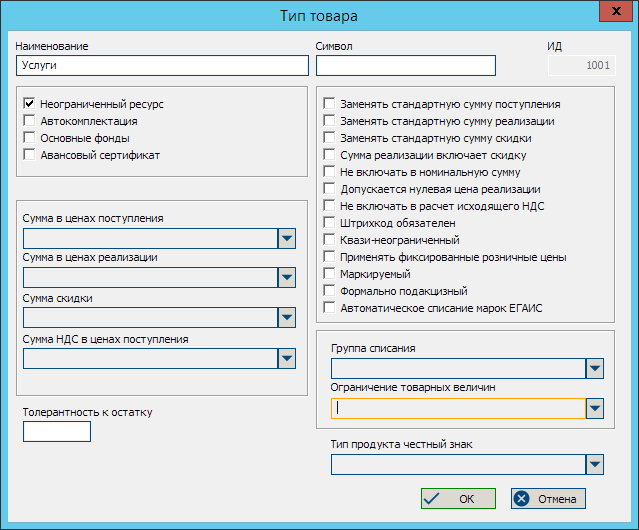 Тип товара
x
Наименование
Символ
ИД
Услуги
1001
Неограниченный ресурс
Автокомплектация
Основные фонды
Авансовый сертификат
Заменять стандартную сумму поступления
Заменять стандартную сумму реализации
Заменять стандартную сумму скидки
Сумма реализации включает скидку
Не включать в номинальную сумму
Допускается нулевая цена реализации
Не включать в расчет исходящего НДС
Штрихкод обязателен
Квази-неограниченный
Применять фиксированные розничные цены
Маркируемый
Формально подакцизный
Автоматическое списание марок ЕГАИС
Сумма в ценах поступления
Сумма в ценах реализации
Сумма скидки
Сумма НДС в ценах поступления
Группа списания
Ограничение товарных величин
Толерантность к остатку
Тип продукта честный знак
ОК
Отмена